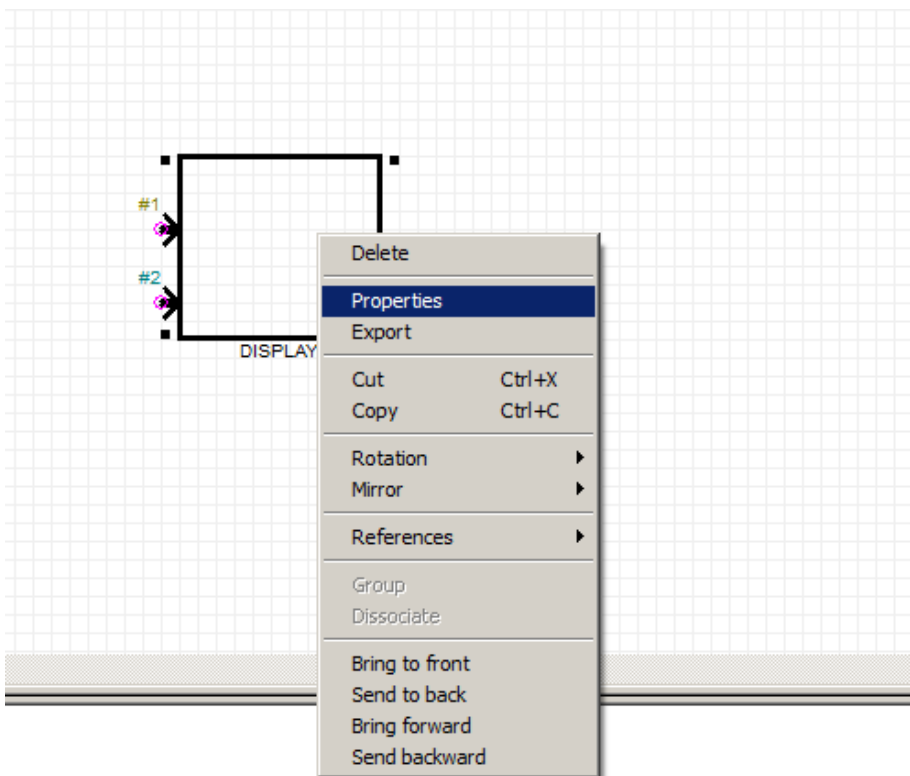 #1
#2
DISPLAY
Delete
Properties
Export
Cut Ctrl+X
Copy Ctrl+C
Rotation
Mirror
References
Group
Dissociate
Bring to front
Send to back
Bring forward
Send backward